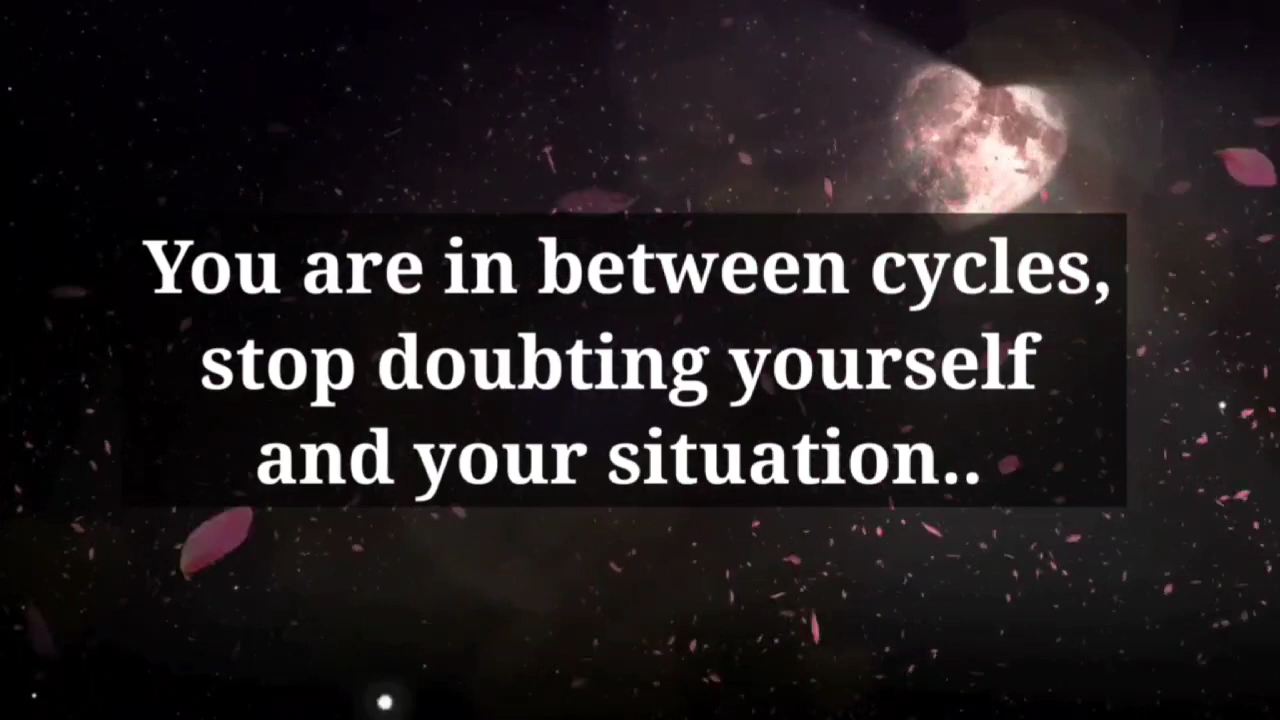 You are in between cycles,
stop doubting yourself
and your situation..